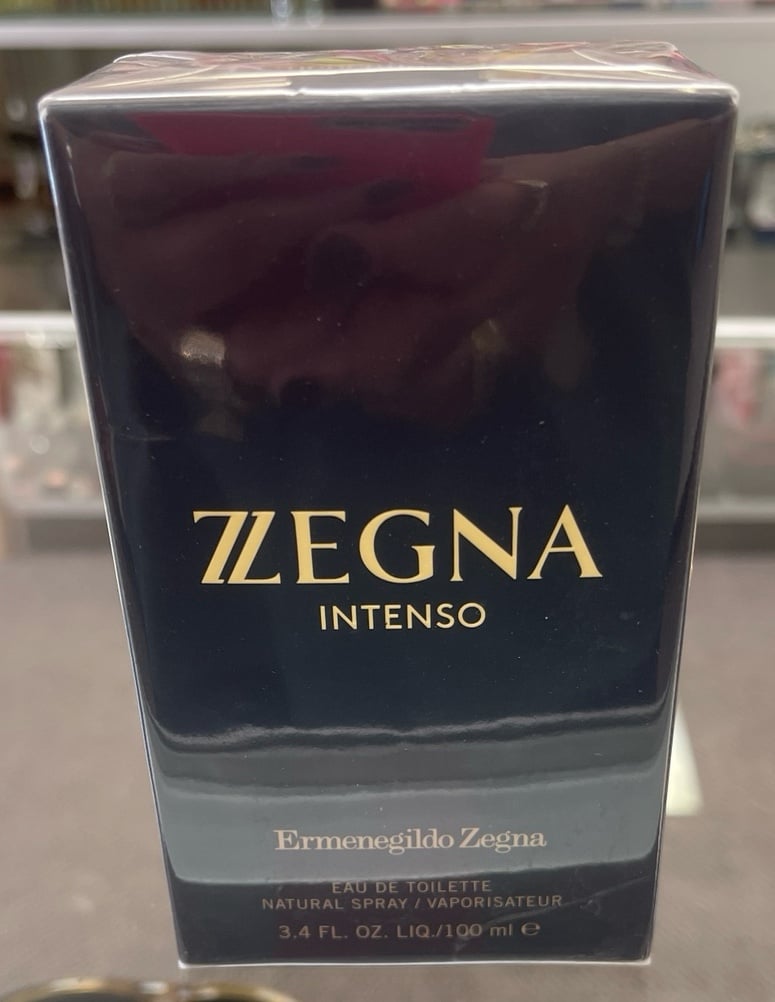 ZZEGNA
INTENSO
Ermenegildo Zegna
EAU DE TOILETTE
NATURAL SPRAY / VAPORISATEUR
3.4 FL. OZ. LIQ./100 ml ℮